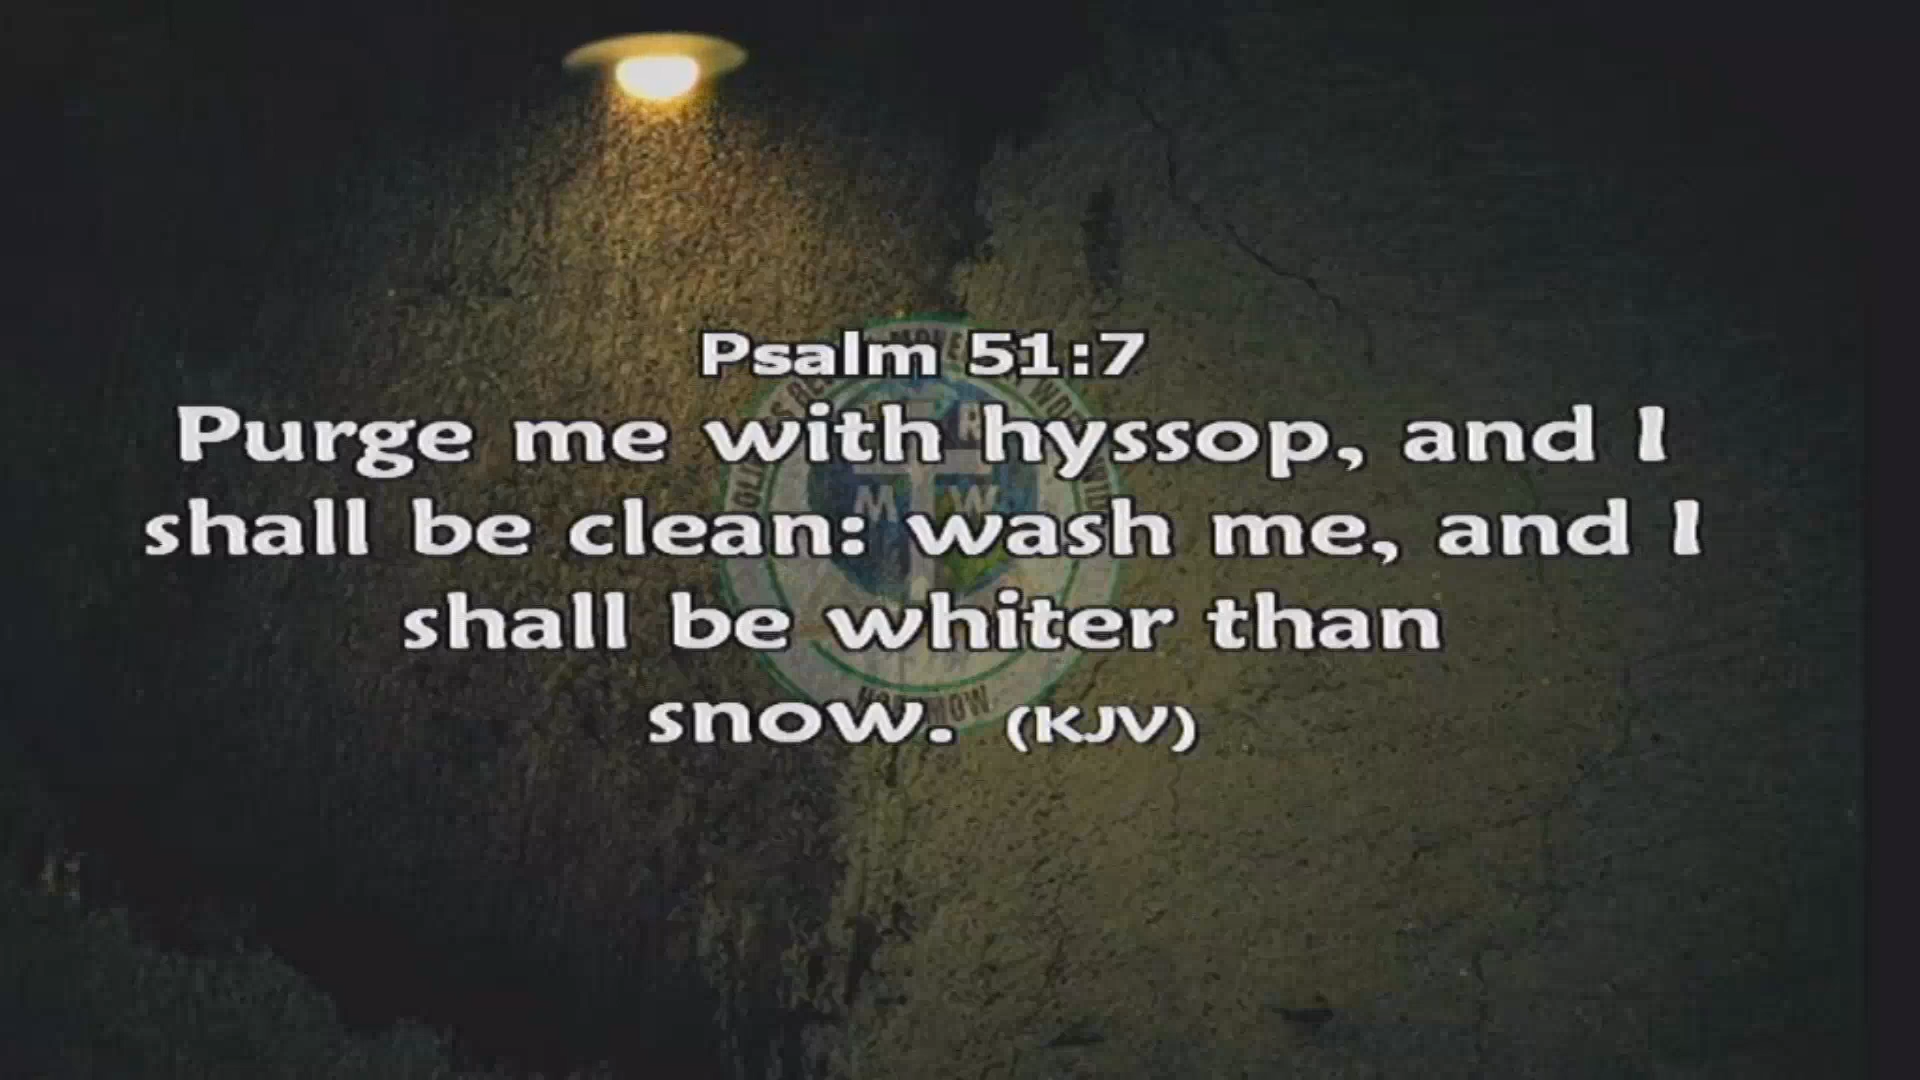 Psalm 51:7
Purge me with hyssop, and I
shall be clean: wash me, and I
shall be whiter than
snow. (KJV)
M W